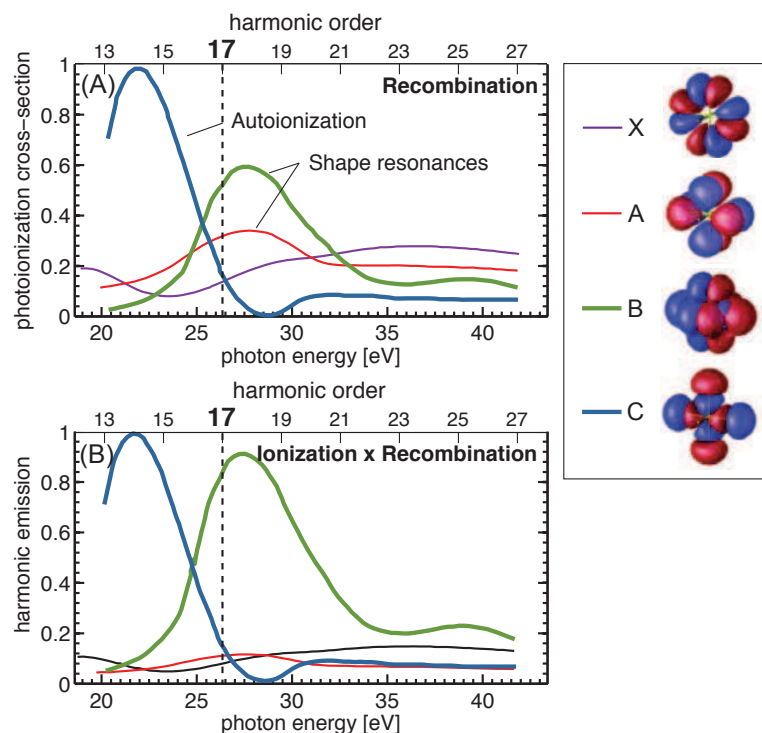 harmonic order
13 15 17 19 21 23 25 27
(A) Recombination
Autoionization
Shape resonances
photoionization cross-section
1
0.8
0.6
0.4
0.2
0
20 25 30 35 40
photon energy [eV]
harmonic order
13 15 17 19 21 23 25 27
(B) Ionization x Recombination
harmonic emission
1
0.8
0.6
0.4
0.2
0
20 25 30 35 40
photon energy [eV]
X
A
B
C